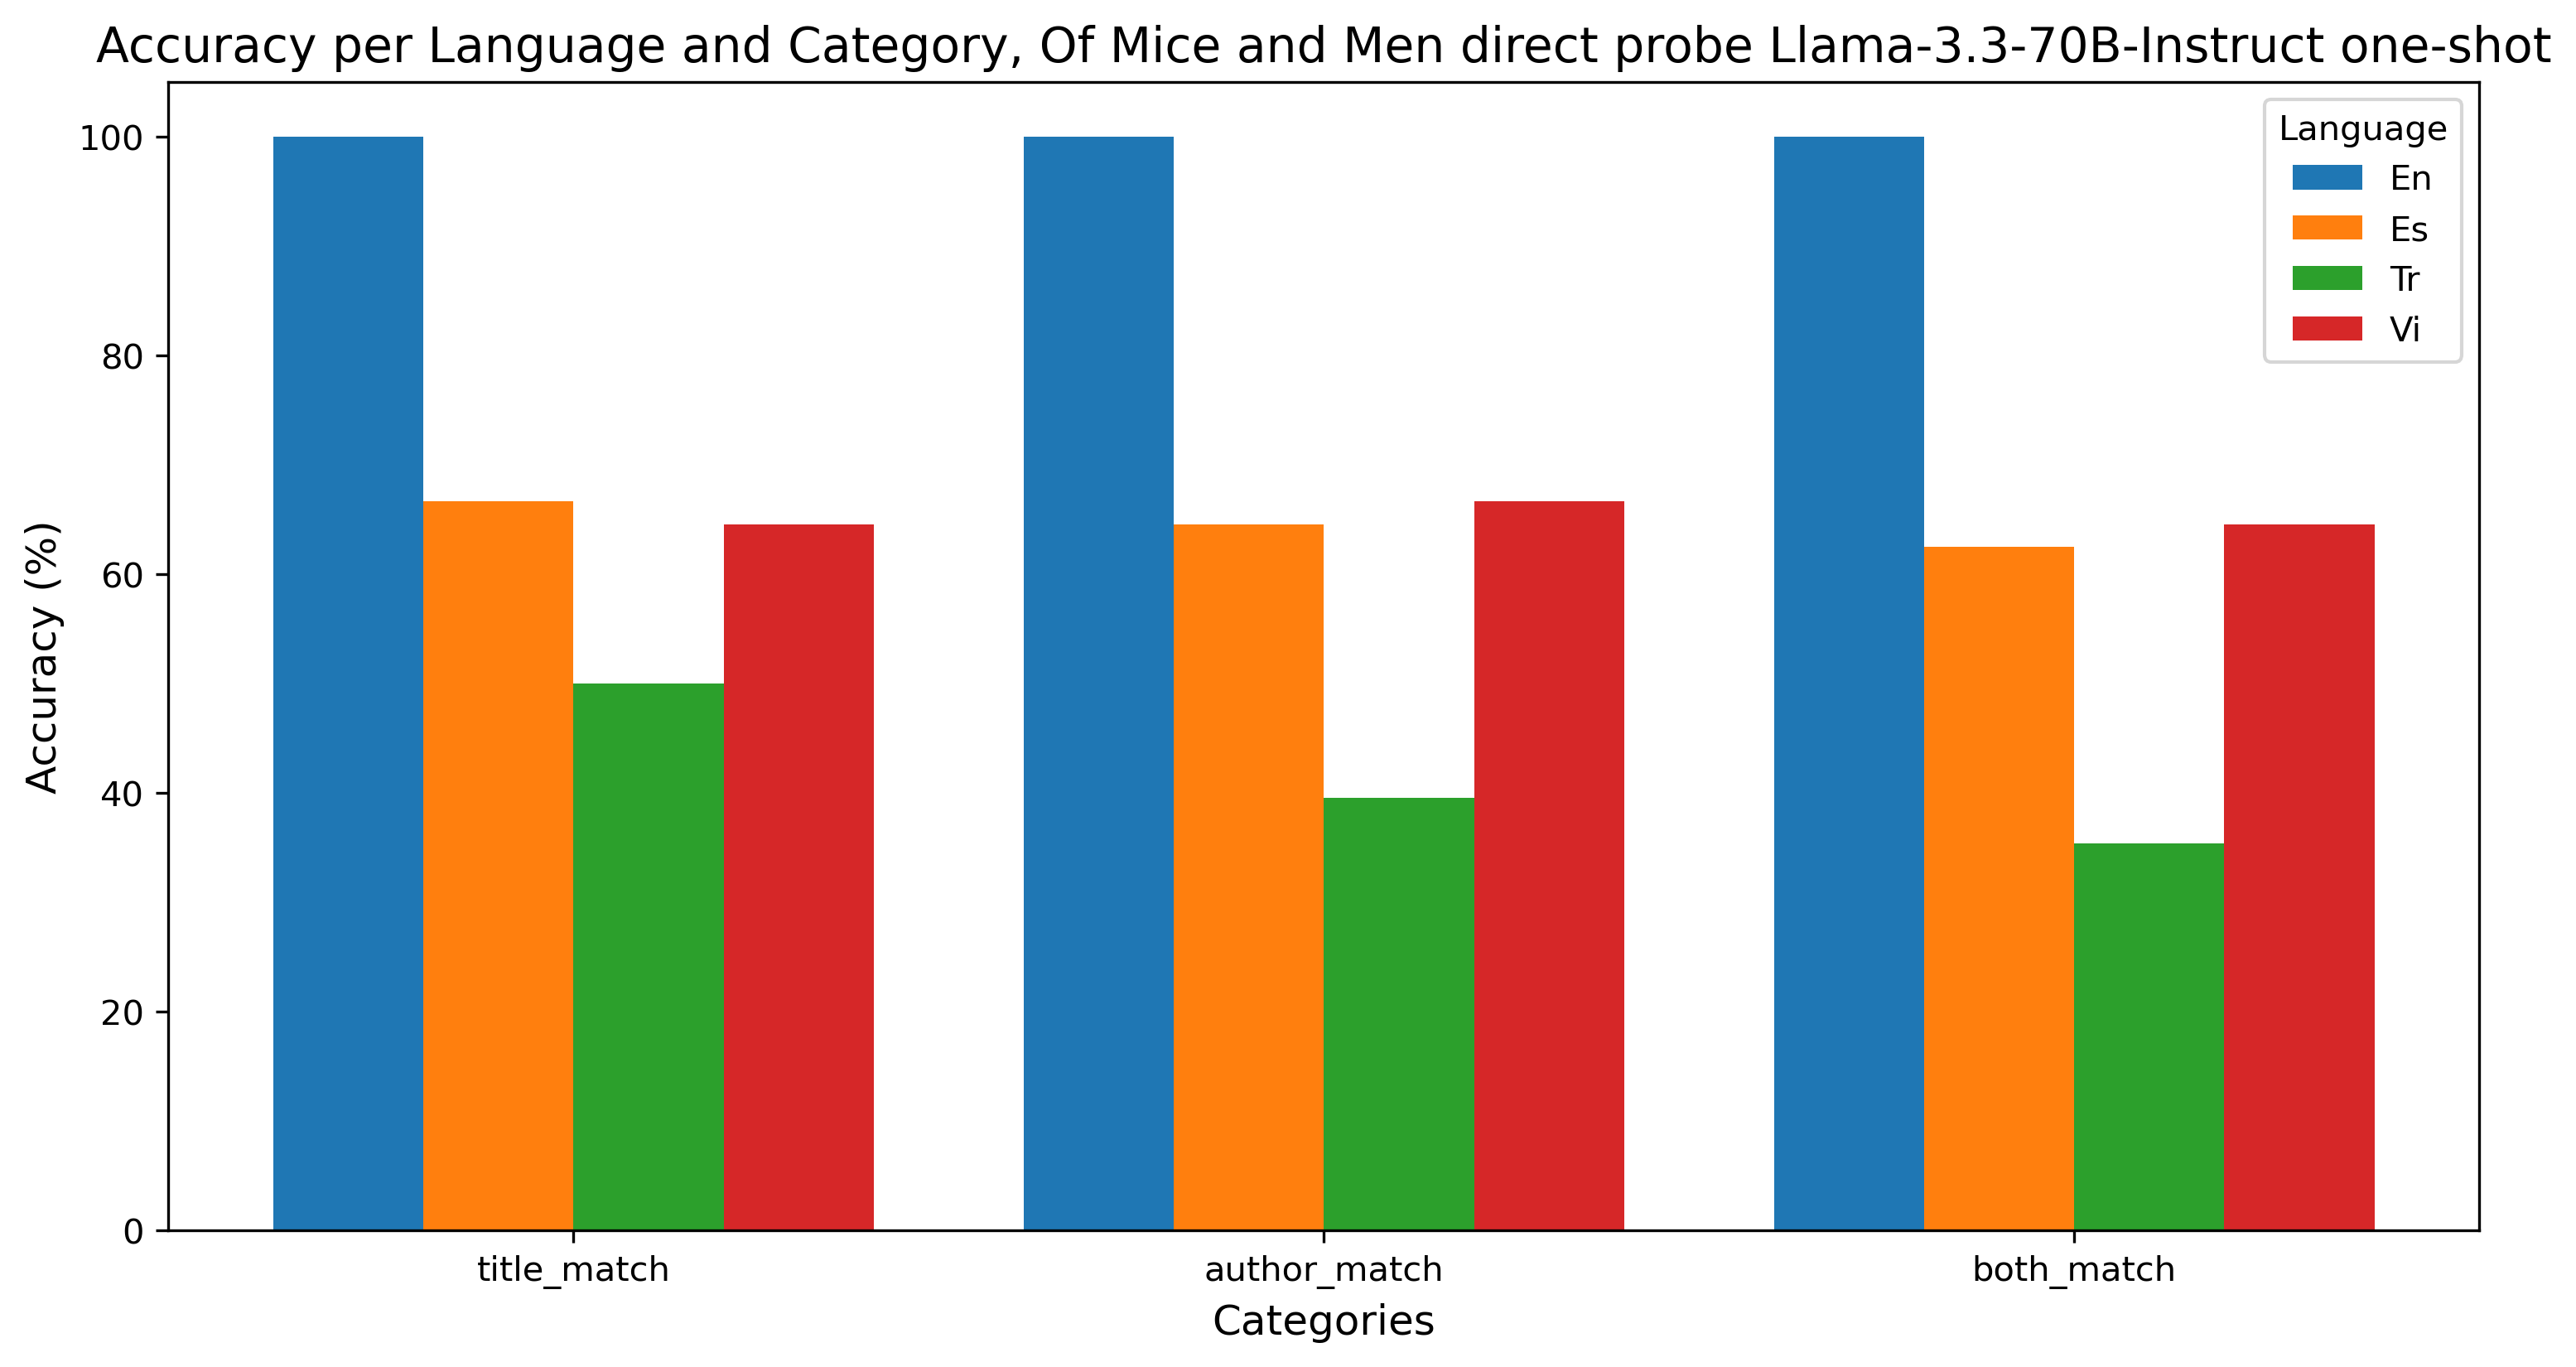 Accuracy per Language and Category, Of Mice and Men direct probe Llama-3.3-70B-Instruct one-shot
Language
En
Es
Tr
Vi
Accuracy (%)
100
80
60
40
20
0
title_match
author_match
both_match
Categories